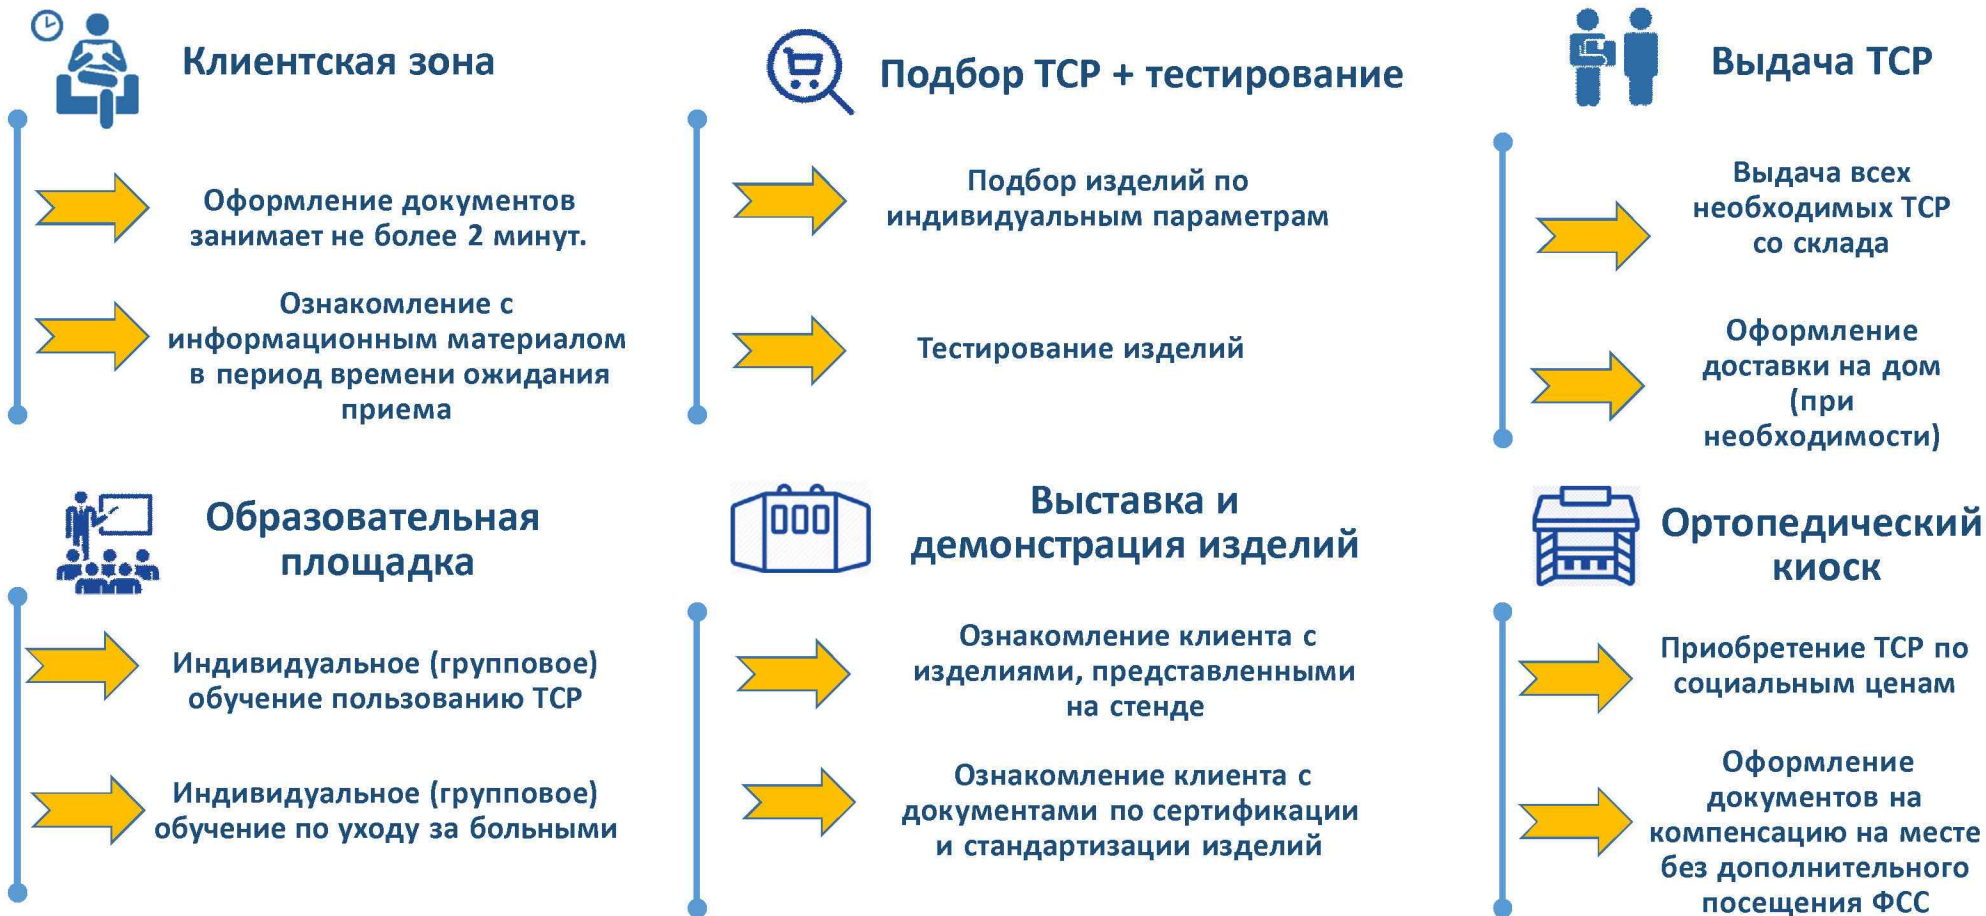 Клиентская зона
Оформление документов
занимает не более 2 минут.
Ознакомление с
информационным материалом
в период времени ожидания
приема
Подбор ТСР + тестирование
Подбор изделий по
индивидуальным параметрам
Тестирование изделий
Выдача ТСР
Выдача всех
необходимых ТСР
со склада
Оформление
доставки на дом
(при
необходимости)
Образовательная
площадка
Индивидуальное (групповое)
обучение пользованию ТСР
Индивидуальное (групповое)
обучение по уходу за больными
Выставка и
демонстрация изделий
Ознакомление клиента с
изделиями, представленными
на стенде
Ознакомление клиента с
документами по сертификации
и стандартизации изделий
Ортопедический
киоск
Приобретение ТСР по
социальным ценам
Оформление
документов на
компенсацию на месте
без дополнительного
посещения ФСС